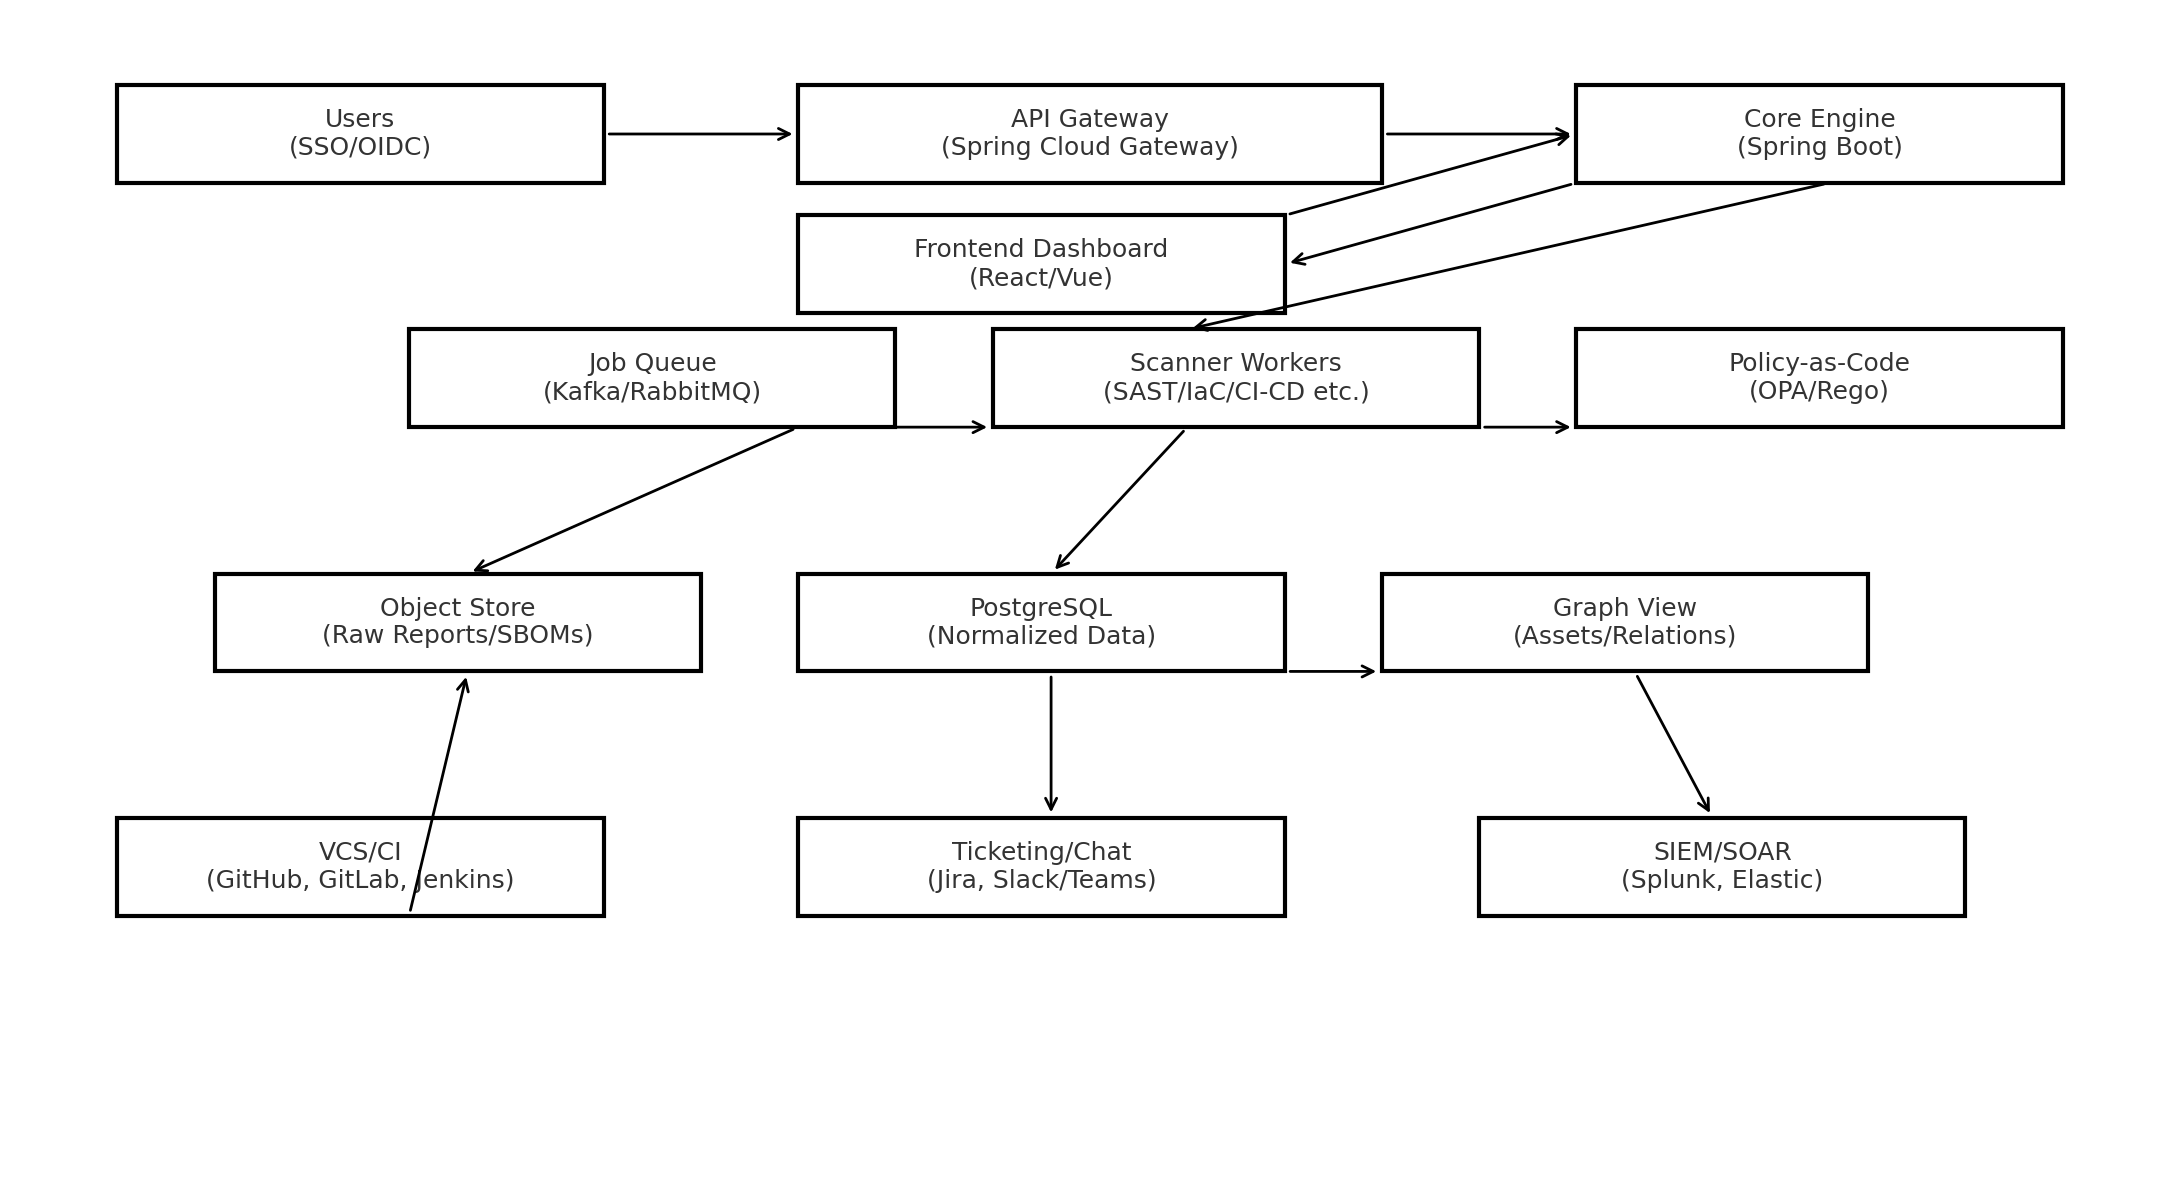 Users
(SSO/OIDC)
API Gateway
(Spring Cloud Gateway)
Core Engine
(Spring Boot)
Frontend Dashboard
(React/Vue)
Job Queue
(Kafka/RabbitMQ)
Scanner Workers
(SAST/IaC/CI-CD etc.)
Policy-as-Code
(OPA/Rego)
Object Store
(Raw Reports/SBOMs)
PostgreSQL
(Normalized Data)
Graph View
(Assets/Relations)
VCS/CI
(GitHub, GitLab, Jenkins)
Ticketing/Chat
(Jira, Slack/Teams)
SIEM/SOAR
(Splunk, Elastic)